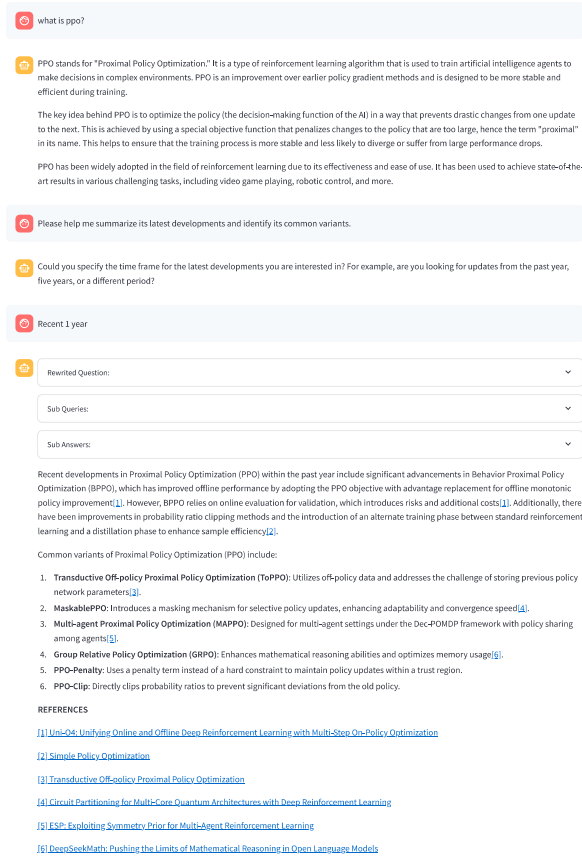 what is ppo?
PPO stands for "Proximal Policy Optimization." It is a type of reinforcement learning algorithm that is used to train artificial intelligence agents to
make decisions in complex environments. PPO is an improvement over earlier policy gradient methods and is designed to be more stable and
efficient during training.
The key idea behind PPO is to optimize the policy (the decision-making function of the AI) in a way that prevents drastic changes from one update
to the next. This is achieved by using a special objective function that penalizes changes to the policy that are too large, hence the term "proximal"
in its name. This helps to ensure that the training process is more stable and less likely to diverge or suffer from large performance drops.
PPO has been widely adopted in the field of reinforcement learning due to its effectiveness and ease of use. It has been used to achieve state-of-the-
art results in various challenging tasks, including video game playing, robotic control, and more.
Please help me summarize its latest developments and identify its common variants.
Could you specify the time frame for the latest developments you are interested in? For example, are you looking for updates from the past year,
five years, or a different period?
Recent 1 year
Rewrited Question:
Sub Queries:
Sub Answers:
Recent developments in Proximal Policy Optimization (PPO) within the past year include significant advancements in Behavior Proximal Policy
Optimization (BPPO), which has improved offline performance by adopting the PPO objective with advantage replacement for offline monotonic
policy improvement[1]. However, BPPO relies on online evaluation for validation, which introduces risks and additional costs[1]. Additionally, there
have been improvements in probability ratio clipping methods and the introduction of an alternate training phase between standard reinforcement
learning and a distillation phase to enhance sample efficiency[2].
Common variants of Proximal Policy Optimization (PPO) include:
1. Transductive Off-policy Proximal Policy Optimization (ToPPO): Utilizes off-policy data and addresses the challenge of storing previous policy
network parameters[3].
2. MaskablePPO: Introduces a masking mechanism for selective policy updates, enhancing adaptability and convergence speed[4].
3. Multi-agent Proximal Policy Optimization (MAPPO): Designed for multi-agent settings under the Dec-POMDP framework with policy sharing
among agents[5].
4. Group Relative Policy Optimization (GRPO): Enhances mathematical reasoning abilities and optimizes memory usage[6].
5. PPO-Penalty: Uses a penalty term instead of a hard constraint to maintain policy updates within a trust region.
6. PPO-Clip: Directly clips probability ratios to prevent significant deviations from the old policy.
REFERENCES
[1] Uni-O4: Unifying Online and Offline Deep Reinforcement Learning with Multi-Step On-Policy Optimization
[2] Simple Policy Optimization
[3] Transductive Off-policy Proximal Policy Optimization
[4] Circuit Partitioning for Multi-Core Quantum Architectures with Deep Reinforcement Learning
[5] ESP: Exploiting Symmetry Prior for Multi-Agent Reinforcement Learning
[6] DeepSeekMath: Pushing the Limits of Mathematical Reasoning in Open Language Models